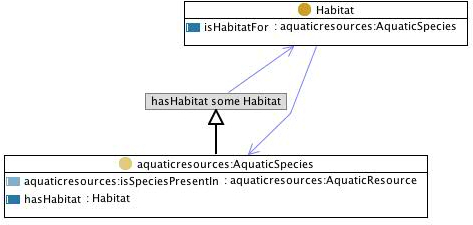 Habitat
isHabitatFor : aquaticresources:AquaticSpecies
hasHabitat some Habitat
aquaticresources:AquaticSpecies
aquaticresources:isSpeciesPresentIn : aquaticresources:AquaticResource
hasHabitat : Habitat